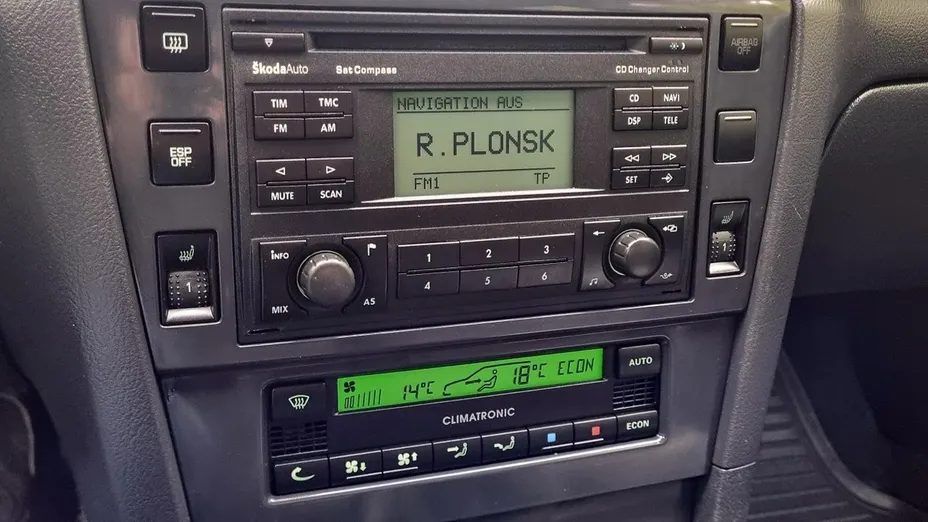 ŠkodaAuto Sat Compass CD Changer Control
AIRBAG OFF
ESP OFF
TIM TMC
FM AM
MUTE SCAN
NAVIGATION AUS
R.PLONSK
FM1 TP
CD NAVI
DSP TELE
SET
INFO
MIX AS
1 2 3
4 5 6
1
1
14°C 18°C ECON
AUTO
CLIMATRONIC
ECON